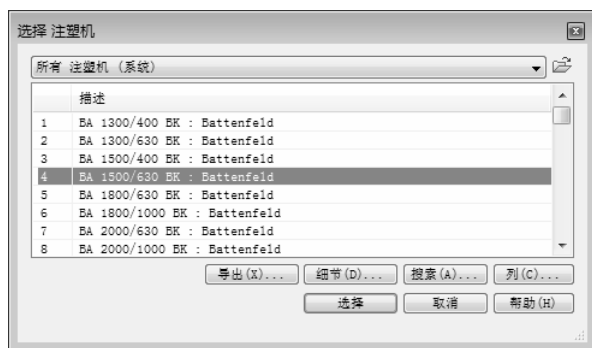 选择 注塑机
所有 注塑机 (系统)
描述
1 BA 1300/400 BK : Battenfeld
2 BA 1300/630 BK : Battenfeld
3 BA 1500/400 BK : Battenfeld
4 BA 1500/630 BK : Battenfeld
5 BA 1800/630 BK : Battenfeld
6 BA 1800/1000 BK : Battenfeld
7 BA 2000/630 BK : Battenfeld
8 BA 2000/1000 BK : Battenfeld
导出(X)... 细节(D)... 搜索(A)... 列(C)...
选择 取消 帮助(H)